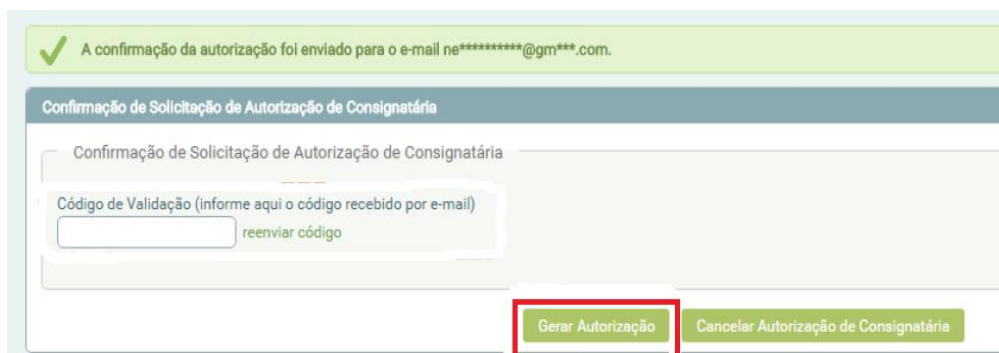 A confirmação da autorização foi enviado para o e-mail ne**********@gm***.com.
Confirmação de Solicitação de Autorização de Consignatária
Confirmação de Solicitação de Autorização de Consignatária
Código de Validação (informe aqui o código recebido por e-mail)
reenviar código
Gerar Autorização Cancelar Autorização de Consignatária